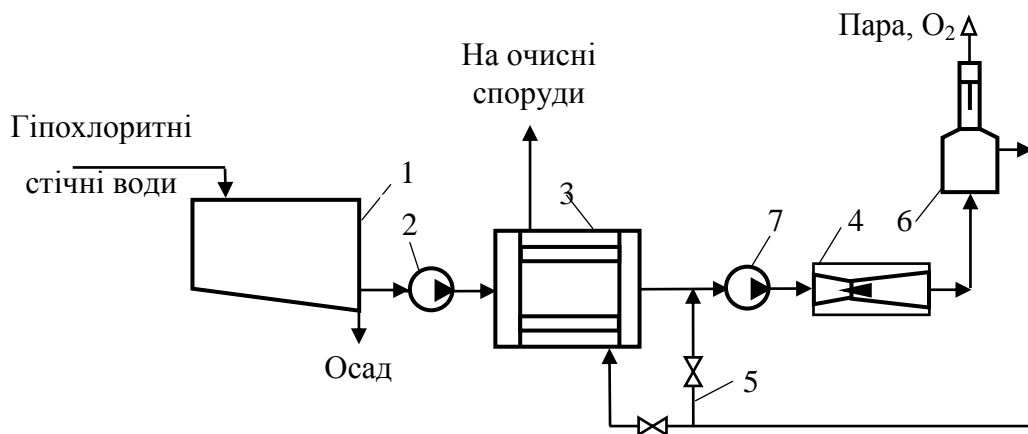 Пара, O₂
На очисні
споруди
Гіпохлоритні
стічні води
1
2
3
7
4
6
5
Осад